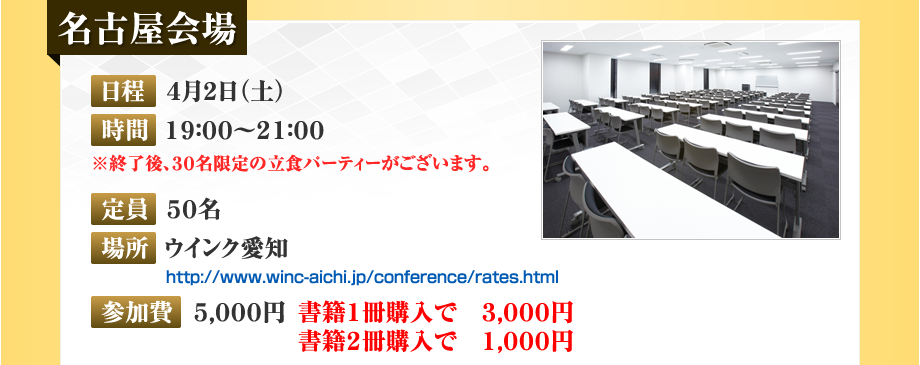 名古屋会場
日程 4月2日(土)
時間 19:00〜21:00
※終了後、30名限定の立食パーティーがございます。
定員 50名
場所 ウインク愛知
http://www.winc-aichi.jp/conference/rates.html
参加費 5,000円 書籍1冊購入で 3,000円
書籍2冊購入で 1,000円